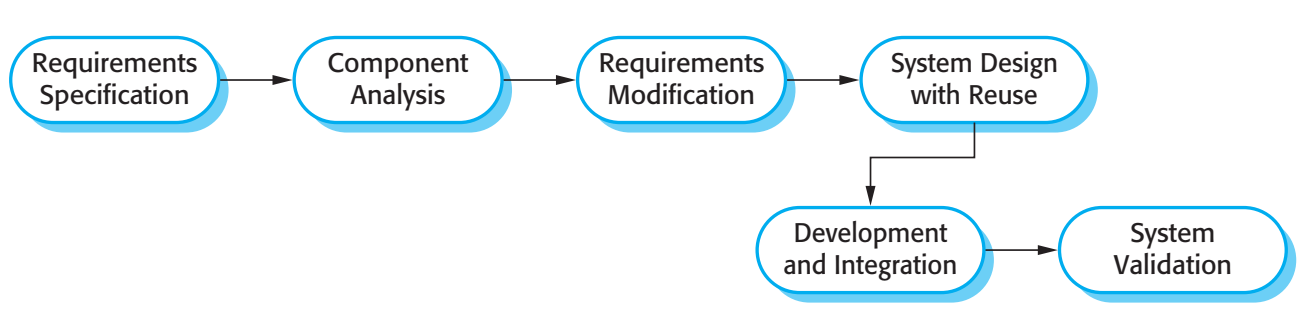 Requirements
Specification
Component
Analysis
Requirements
Modification
System Design
with Reuse
Development
and Integration
System
Validation